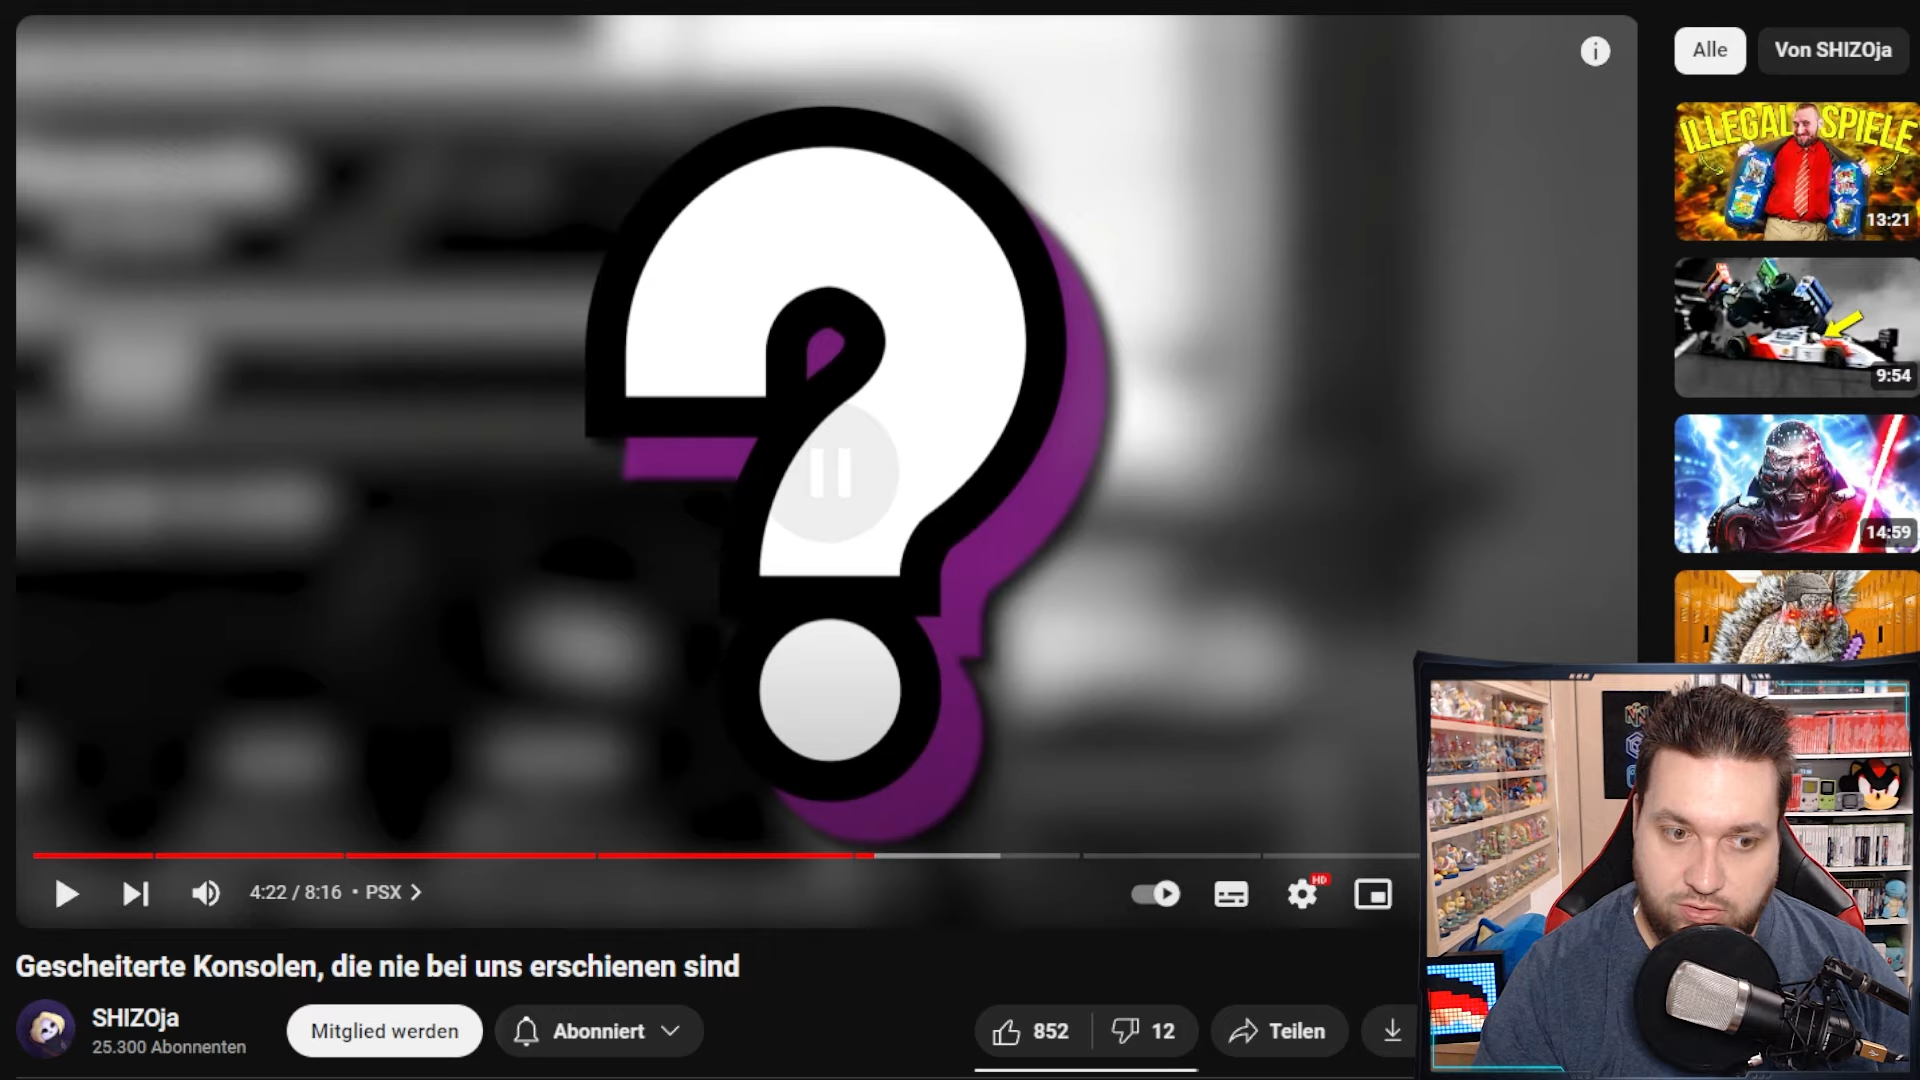 Alle
Von SHIZOja
ILLEGAL SPIELE
13:21
9:54
14:59
?
4:22 / 8:16 • PSX
HD
Gescheiterte Konsolen, die nie bei uns erschienen sind
SHIZOja
25.300 Abonnenten
Mitglied werden
Abonniert
852
12
Teilen